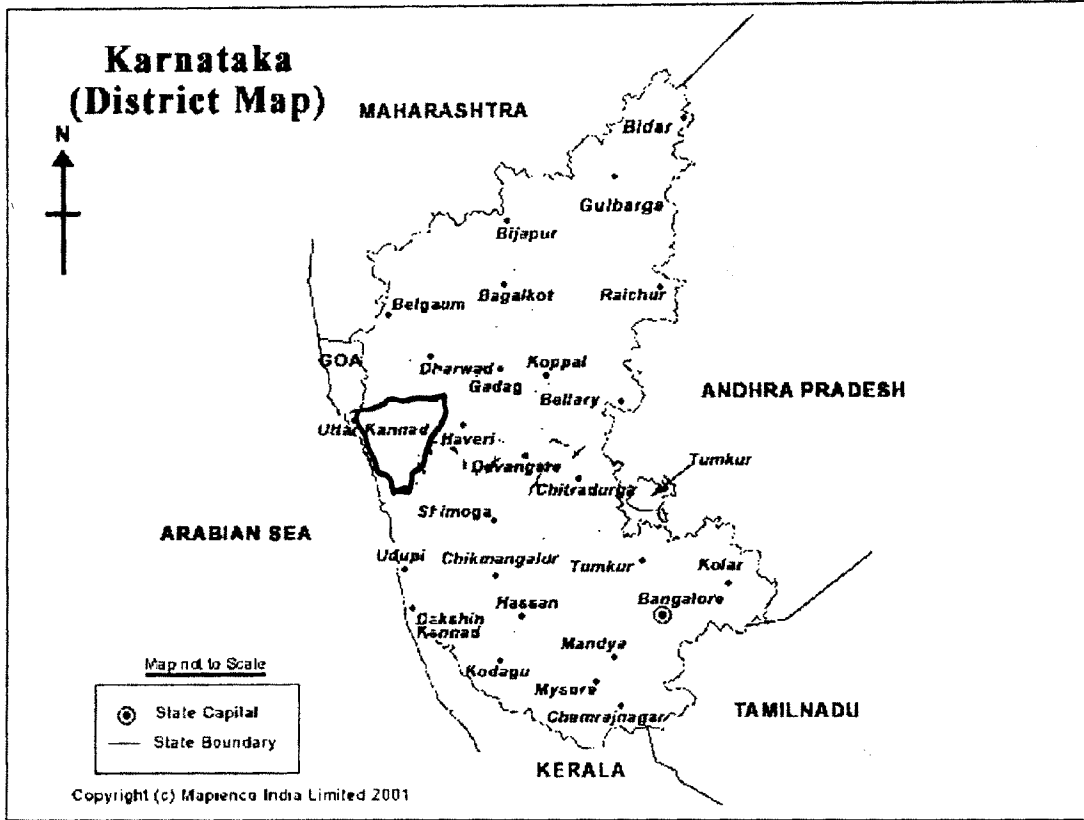 Karnataka
(District Map)
N
MAHARASHTRA
Bidar
Gulbarga
Bijapur
Bagalkot
Raichur
Belgaum
GOA
Dharwad
Gadag
Koppal
Bellary
ANDHRA PRADESH
Uttar Kannad
Haveri
Devangere
Chitradurga
Tumkur
Shimoga
ARABIAN SEA
Udupi
Chikmangalur
Tumkur
Kolar
Bangalore
Hassan
Dakshin
Kannad
Mandya
Kodagu
Mysore
Chamrajnagar
TAMILNADU
KERALA
Map not to Scale
State Capital
State Boundary
Copyright (c) Mapienco India Limited 2001